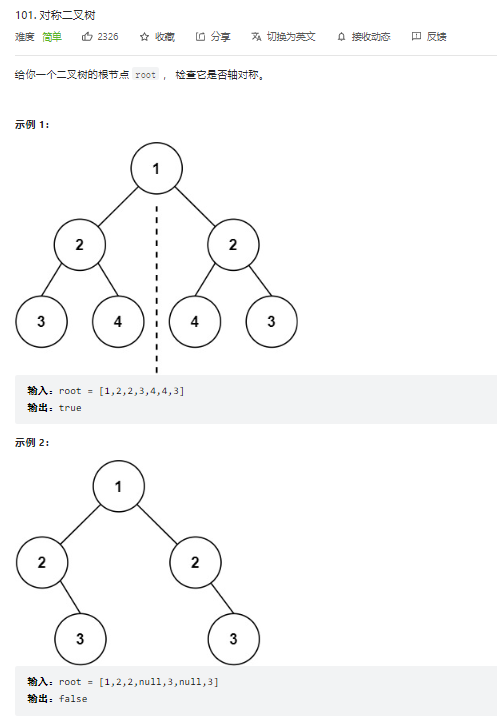 101. 对称二叉树
难度 简单 2326 收藏 分享 切换为英文 接收动态 反馈
给你一个二叉树的根节点 root ， 检查它是否轴对称。
示例 1：
1
2 2
3 4 4 3
输入：root = [1,2,2,3,4,4,3]
输出：true
示例 2：
1
2 2
3 3
输入：root = [1,2,2,null,3,null,3]
输出：false